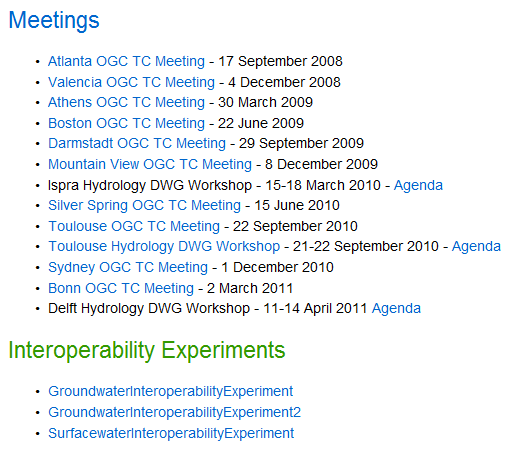 Meetings
Atlanta OGC TC Meeting - 17 September 2008
Valencia OGC TC Meeting - 4 December 2008
Athens OGC TC Meeting - 30 March 2009
Boston OGC TC Meeting - 22 June 2009
Darmstadt OGC TC Meeting - 29 September 2009
Mountain View OGC TC Meeting - 8 December 2009
Ispra Hydrology DWG Workshop - 15-18 March 2010 - Agenda
Silver Spring OGC TC Meeting - 15 June 2010
Toulouse OGC TC Meeting - 22 September 2010
Toulouse Hydrology DWG Workshop - 21-22 September 2010 - Agenda
Sydney OGC TC Meeting - 1 December 2010
Bonn OGC TC Meeting - 2 March 2011
Delft Hydrology DWG Workshop - 11-14 April 2011 Agenda
Interoperability Experiments
GroundwaterInteroperabilityExperiment
GroundwaterInteroperabilityExperiment2
SurfacewaterInteroperabilityExperiment